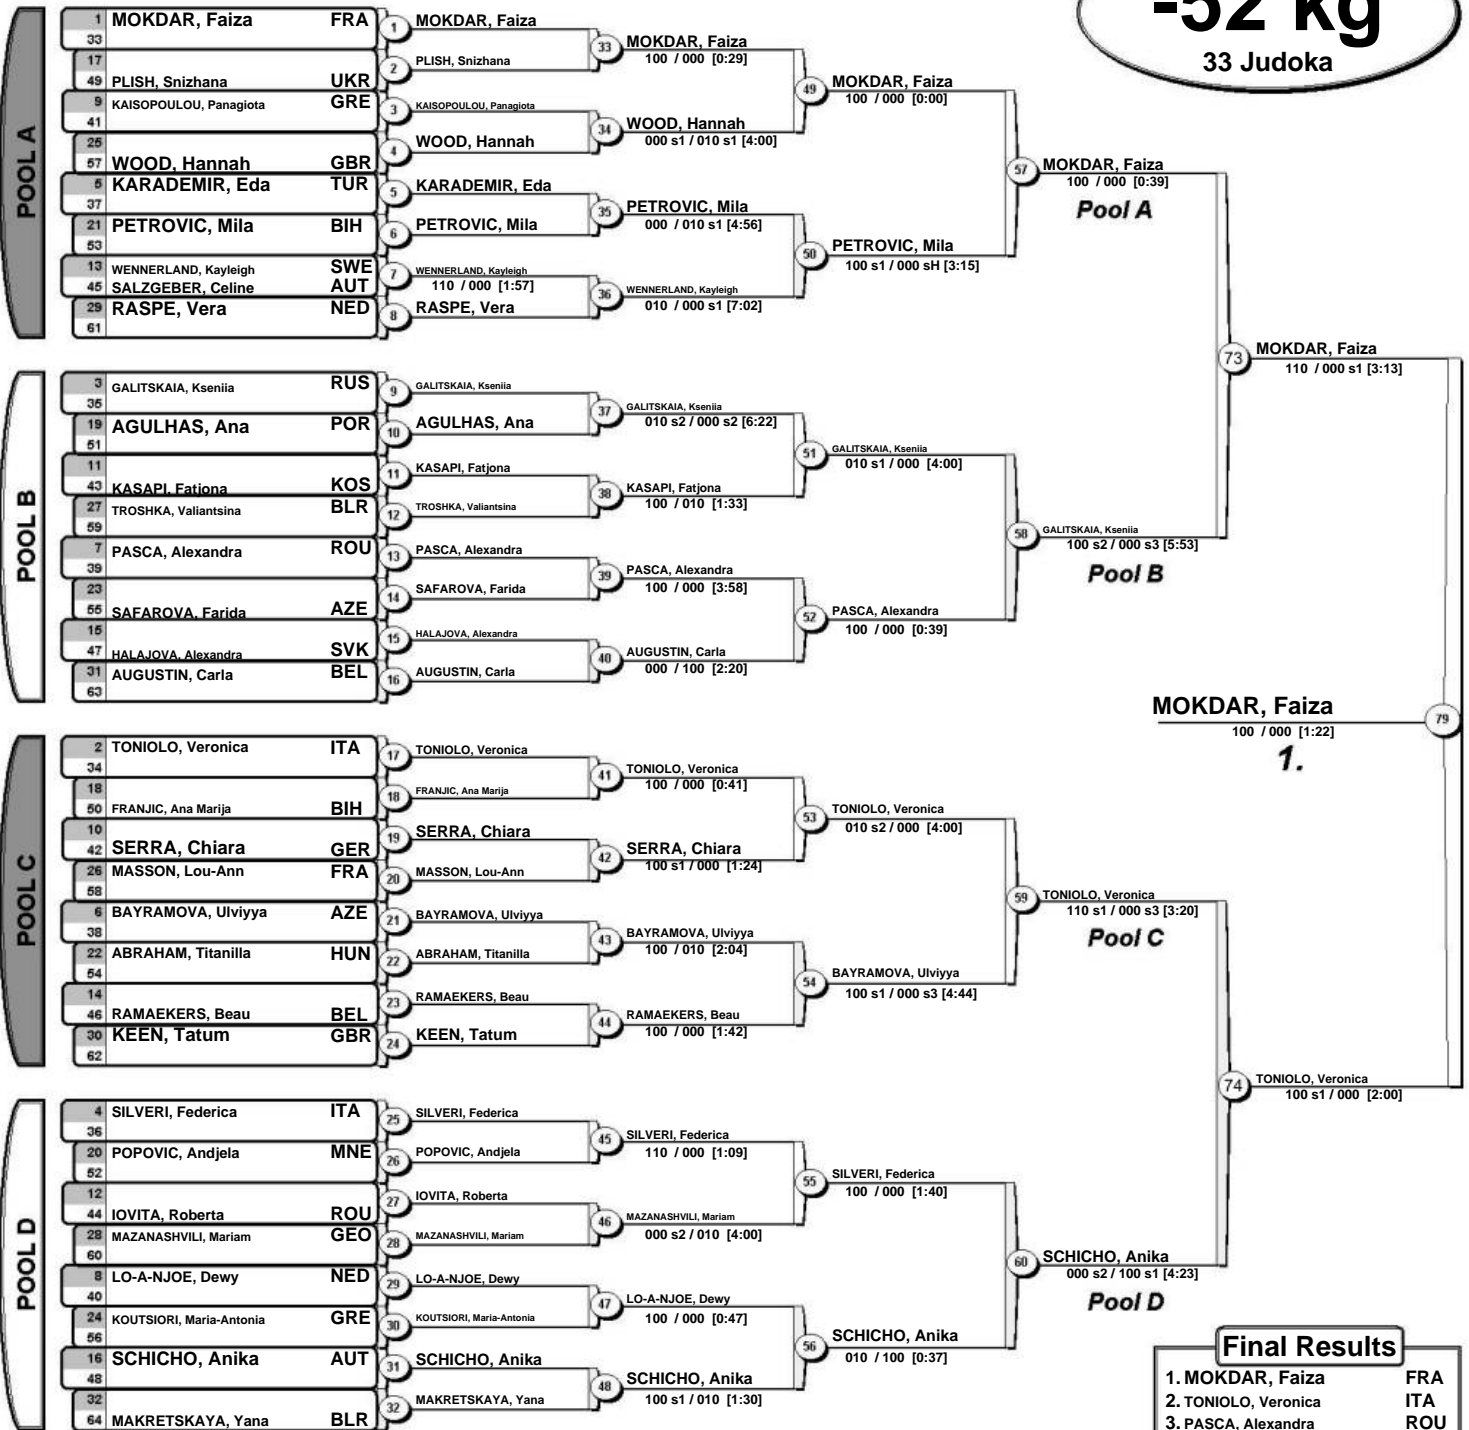 -52 kg
33 Judoka
POOL A
1 MOKDAR, Faiza FRA
33
17
49 PLISH, Snizhana UKR
9 KAISOPOULOU, Panagiota GRE
41
25
57 WOOD, Hannah GBR
5 KARADEMIR, Eda TUR
37
21 PETROVIC, Mila BIH
53
13 WENNERLAND, Kayleigh SWE
45 SALZGEBER, Celine AUT
29 RASPE, Vera NED
61
1 MOKDAR, Faiza
2 PLISH, Snizhana
3 KAISOPOULOU, Panagiota
4 WOOD, Hannah
5 KARADEMIR, Eda
6 PETROVIC, Mila
7 WENNERLAND, Kayleigh
110 / 000 [1:57]
8 RASPE, Vera
33 MOKDAR, Faiza
100 / 000 [0:29]
34 WOOD, Hannah
000 s1 / 010 s1 [4:00]
35 PETROVIC, Mila
000 / 010 s1 [4:56]
36 WENNERLAND, Kayleigh
010 / 000 s1 [7:02]
49 MOKDAR, Faiza
100 / 000 [0:00]
50 PETROVIC, Mila
100 s1 / 000 sH [3:15]
57 MOKDAR, Faiza
100 / 000 [0:39]
Pool A
POOL B
3 GALITSKAIA, Kseniia RUS
35
19 AGULHAS, Ana POR
51
11
43 KASAPI, Fatjona KOS
27 TROSHKA, Valiantsina BLR
59
7 PASCA, Alexandra ROU
39
23
55 SAFAROVA, Farida AZE
15
47 HALAJOVA, Alexandra SVK
31 AUGUSTIN, Carla BEL
63
9 GALITSKAIA, Kseniia
10 AGULHAS, Ana
11 KASAPI, Fatjona
12 TROSHKA, Valiantsina
13 PASCA, Alexandra
14 SAFAROVA, Farida
15 HALAJOVA, Alexandra
16 AUGUSTIN, Carla
37 GALITSKAIA, Kseniia
010 s2 / 000 s2 [6:22]
38 KASAPI, Fatjona
100 / 010 [1:33]
39 PASCA, Alexandra
100 / 000 [3:58]
40 AUGUSTIN, Carla
000 / 100 [2:20]
51 GALITSKAIA, Kseniia
010 s1 / 000 [4:00]
52 PASCA, Alexandra
100 / 000 [0:39]
58 GALITSKAIA, Kseniia
100 s2 / 000 s3 [5:53]
Pool B
73 MOKDAR, Faiza
110 / 000 s1 [3:13]
MOKDAR, Faiza 79
100 / 000 [1:22]
1.
POOL C
2 TONIOLO, Veronica ITA
34
18
50 FRANJIC, Ana Marija BIH
10
42 SERRA, Chiara GER
26 MASSON, Lou-Ann FRA
58
6 BAYRAMOVA, Ulviyya AZE
38
22 ABRAHAM, Titanilla HUN
54
14
46 RAMAEKERS, Beau BEL
30 KEEN, Tatum GBR
62
17 TONIOLO, Veronica
18 FRANJIC, Ana Marija
19 SERRA, Chiara
20 MASSON, Lou-Ann
21 BAYRAMOVA, Ulviyya
22 ABRAHAM, Titanilla
23 RAMAEKERS, Beau
24 KEEN, Tatum
41 TONIOLO, Veronica
100 / 000 [0:41]
42 SERRA, Chiara
100 s1 / 000 [1:24]
43 BAYRAMOVA, Ulviyya
100 / 010 [2:04]
44 RAMAEKERS, Beau
100 / 000 [1:42]
53 TONIOLO, Veronica
010 s2 / 000 [4:00]
54 BAYRAMOVA, Ulviyya
100 s1 / 000 s3 [4:44]
59 TONIOLO, Veronica
110 s1 / 000 s3 [3:20]
Pool C
POOL D
4 SILVERI, Federica ITA
36
20 POPOVIC, Andjela MNE
52
12
44 IOVITA, Roberta ROU
28 MAZANASHVILI, Mariam GEO
60
8 LO-A-NJOE, Dewy NED
40
24 KOUTSIORI, Maria-Antonia GRE
56
16 SCHICHO, Anika AUT
48
32
64 MAKRETSKAYA, Yana BLR
25 SILVERI, Federica
26 POPOVIC, Andjela
27 IOVITA, Roberta
28 MAZANASHVILI, Mariam
29 LO-A-NJOE, Dewy
30 KOUTSIORI, Maria-Antonia
31 SCHICHO, Anika
32 MAKRETSKAYA, Yana
45 SILVERI, Federica
110 / 000 [1:09]
46 MAZANASHVILI, Mariam
000 s2 / 010 [4:00]
47 LO-A-NJOE, Dewy
100 / 000 [0:47]
48 SCHICHO, Anika
100 s1 / 010 [1:30]
55 SILVERI, Federica
100 / 000 [1:40]
56 SCHICHO, Anika
010 / 100 [0:37]
60 SCHICHO, Anika
000 s2 / 100 s1 [4:23]
Pool D
74 TONIOLO, Veronica
100 s1 / 000 [2:00]
Final Results
1. MOKDAR, Faiza FRA
2. TONIOLO, Veronica ITA
3. PASCA, Alexandra ROU